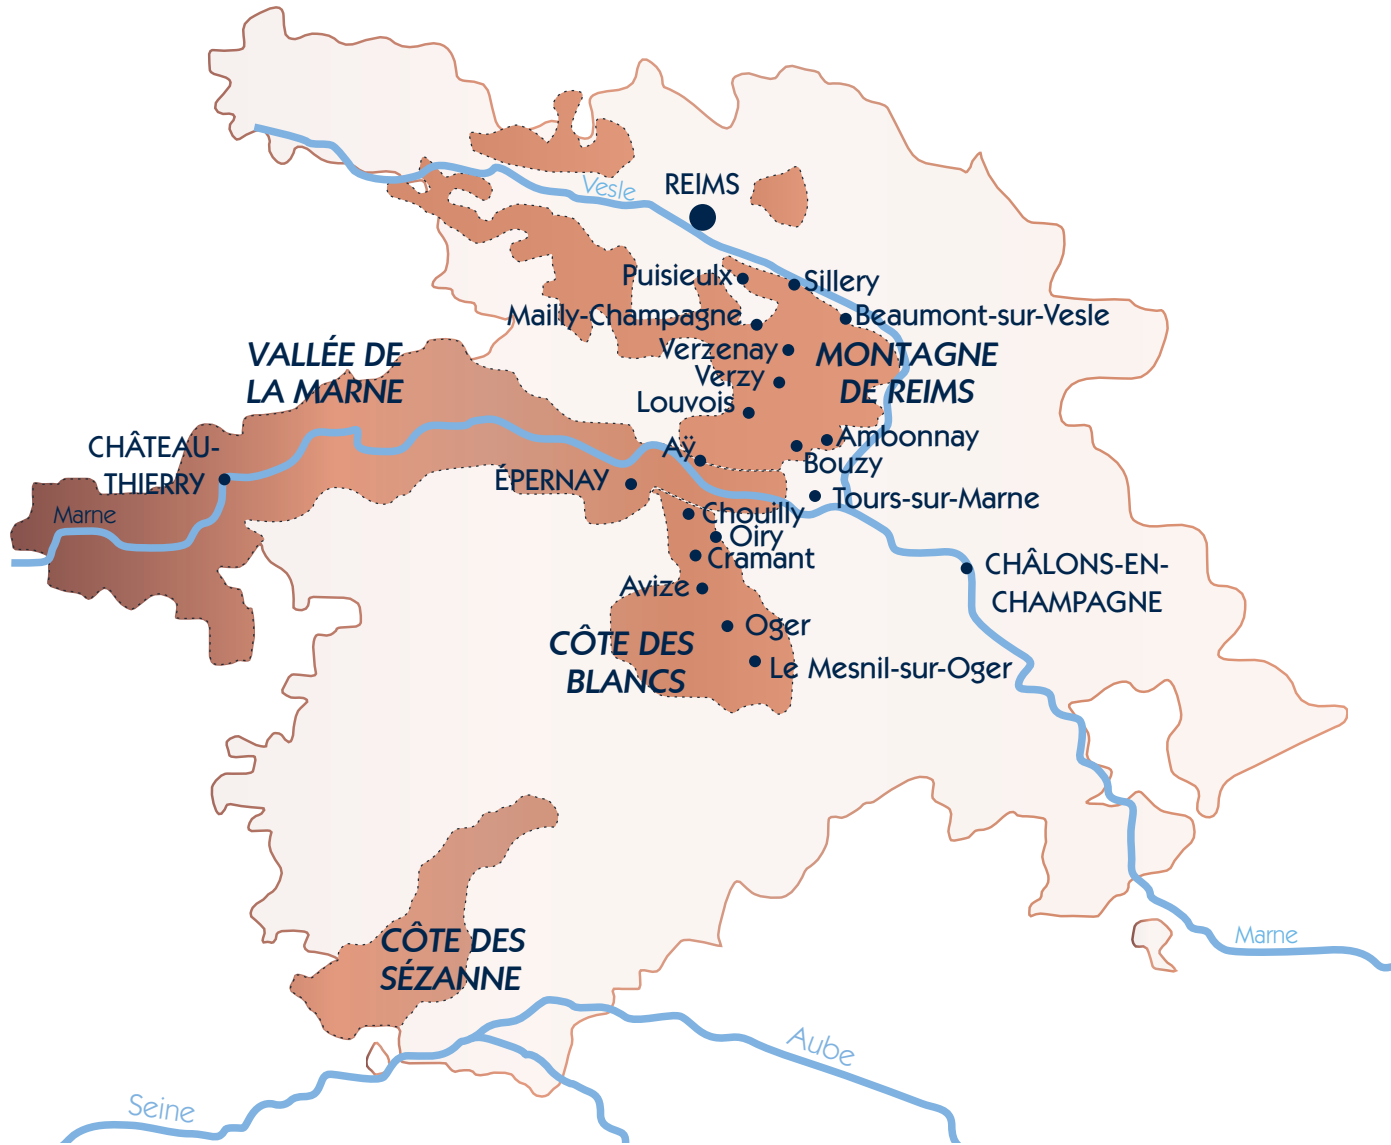 Vesle
REIMS
Puisieulx
Sillery
Mailly-Champagne
Beaumont-sur-Vesle
VALLÉE DE
LA MARNE
Verzenay
MONTAGNE
DE REIMS
Verzy
Louvois
CHÂTEAU-
THIERRY
Aÿ
Ambonnay
Bouzy
ÉPERNAY
Tours-sur-Marne
Marne
Chouilly
Oiry
Cramant
CHÂLONS-EN-
CHAMPAGNE
Avize
Oger
CÔTE DES
BLANCS
Le Mesnil-sur-Oger
CÔTE DES
SÉZANNE
Marne
Aube
Seine